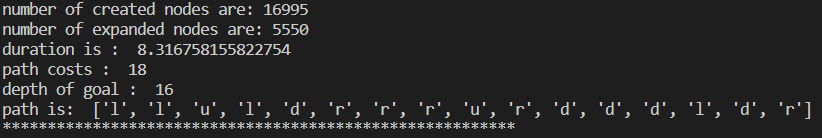 number of created nodes are: 16995
number of expanded nodes are: 5550
duration is :  8.316758155822754
path costs :  18
depth of goal :  16
path is:  ['l', 'l', 'u', 'l', 'd', 'r', 'r', 'r', 'u', 'r', 'd', 'd', 'd', 'l', 'd', 'r']
*********************************************************